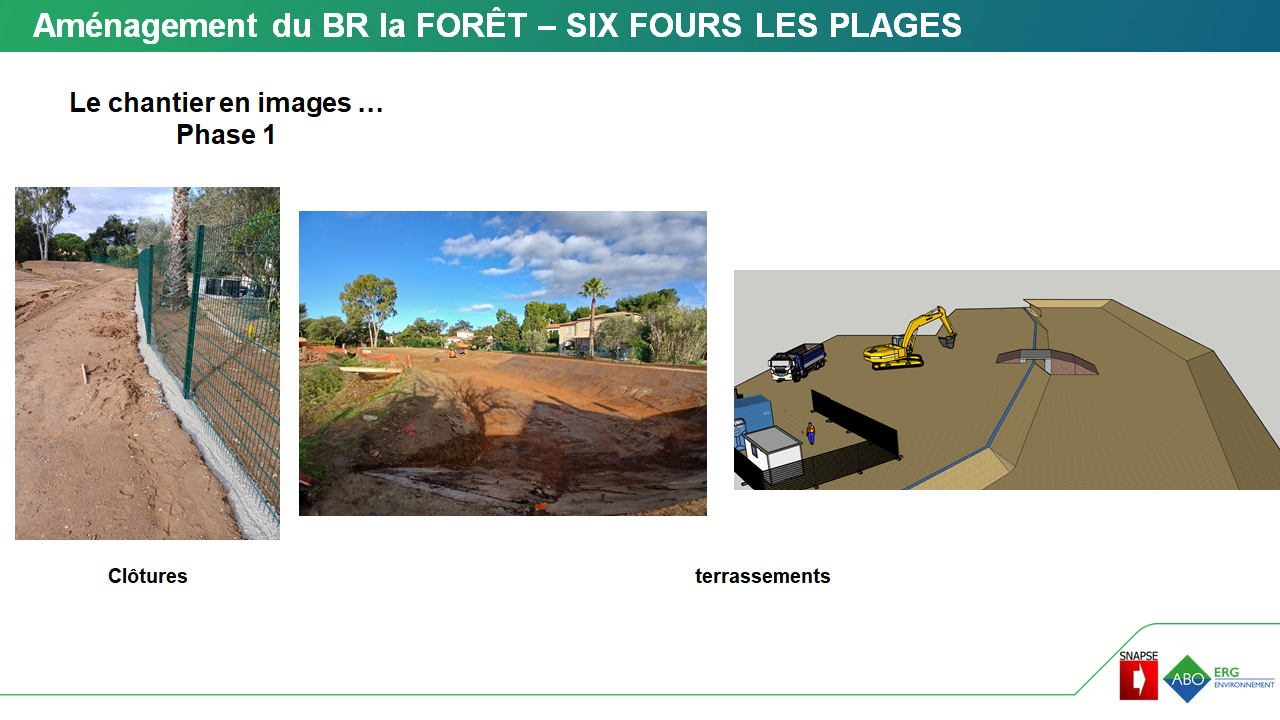 Aménagement du BR la FORÊT – SIX FOURS LES PLAGES
Le chantier en images …
Phase 1
Clôtures
terrassements
SNAPSE
ABO
ERG
ENVIRONNEMENT